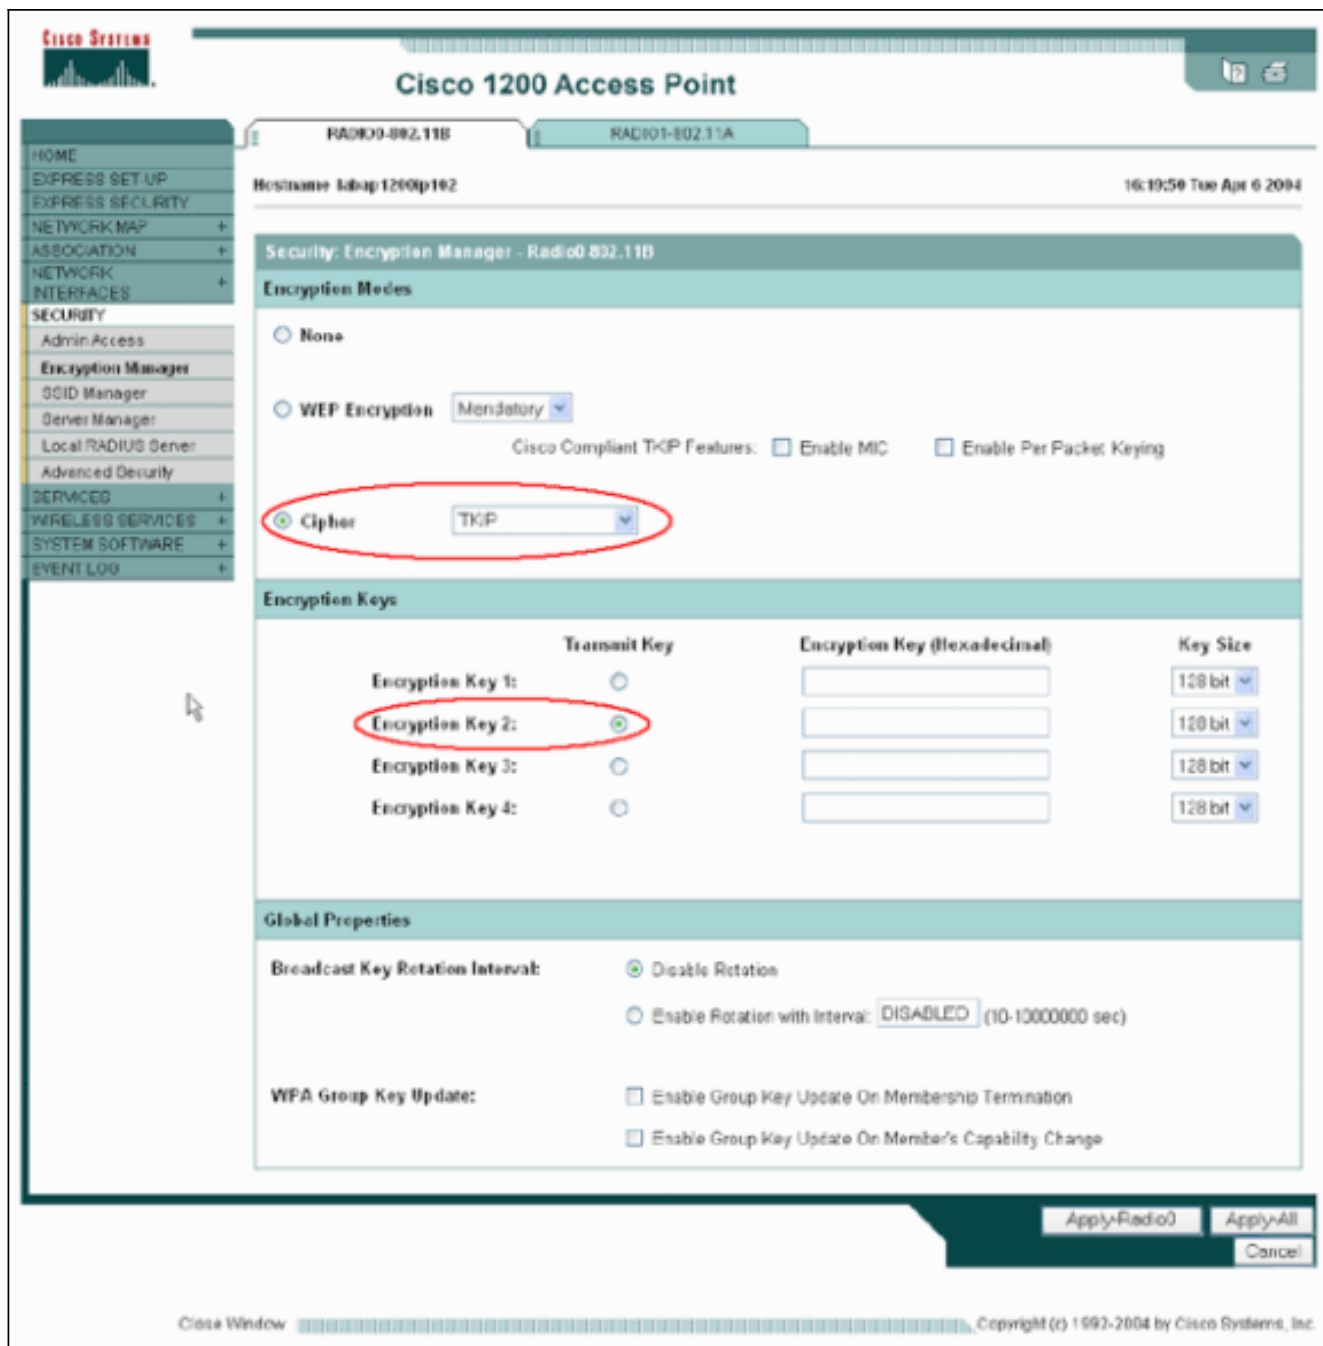 CISCO SYSTEMS
Cisco 1200 Access Point
RADIO0-802.11B
RADIO1-802.11A
HOME
EXPRESS SET-UP
EXPRESS SECURITY
NETWORK MAP +
ASSOCIATION +
NETWORK INTERFACES +
SECURITY
Admin Access
Encryption Manager
SSID Manager
Server Manager
Local RADIUS Server
Advanced Security
SERVICES +
WIRELESS SERVICES +
SYSTEM SOFTWARE +
EVENT LOG +
Hostname labap1200ip102
16:19:50 Tue Apr 6 2004
Security: Encryption Manager - Radio0-802.11B
Encryption Modes
None
WEP Encryption Mandatory
Cisco Compliant TKIP Features: Enable MIC Enable Per Packet Keying
Cipher TKIP
Encryption Keys
Transmit Key Encryption Key (Hexadecimal) Key Size
Encryption Key 1: 128 bit
Encryption Key 2: 128 bit
Encryption Key 3: 128 bit
Encryption Key 4: 128 bit
Global Properties
Broadcast Key Rotation Interval: Disable Rotation
Enable Rotation with Interval: DISABLED (10-10000000 sec)
WPA Group Key Update: Enable Group Key Update On Membership Termination
Enable Group Key Update On Member's Capability Change
Apply-Radio0 Apply-All
Cancel
Close Window
Copyright (c) 1992-2004 by Cisco Systems, Inc.